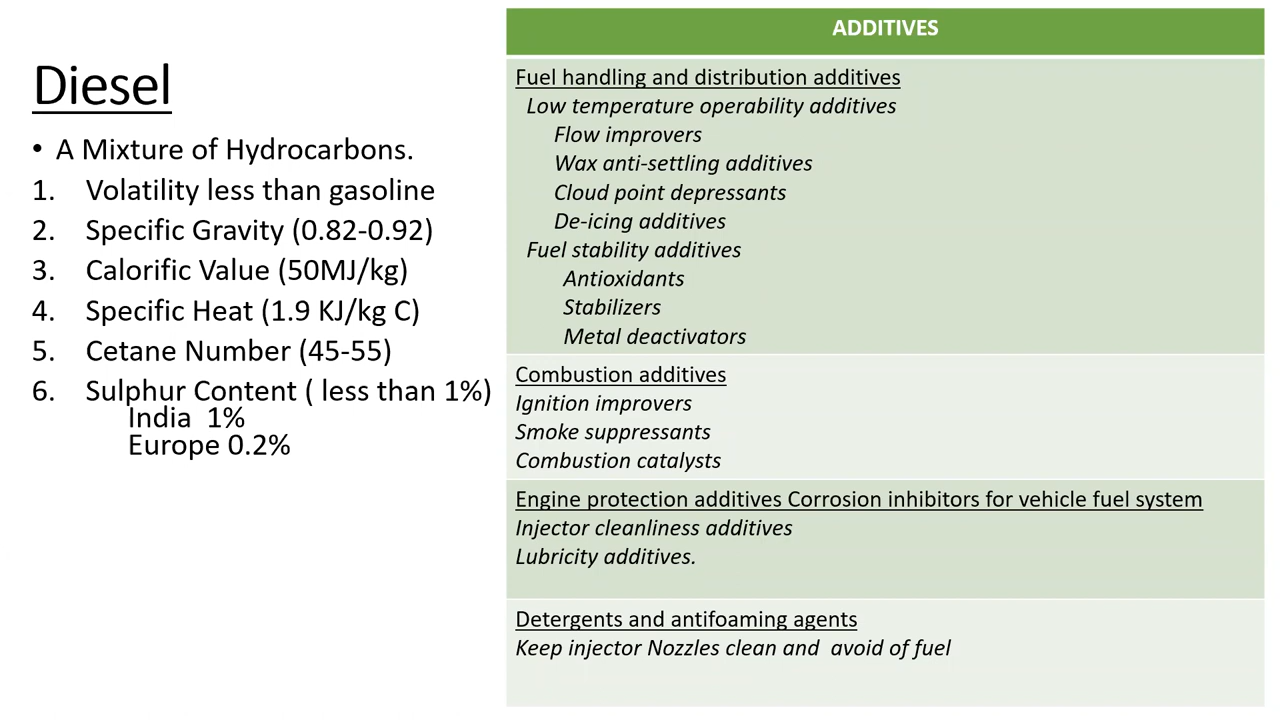 Diesel
• A Mixture of Hydrocarbons.
1. Volatility less than gasoline
2. Specific Gravity (0.82-0.92)
3. Calorific Value (50MJ/kg)
4. Specific Heat (1.9 KJ/kg C)
5. Cetane Number (45-55)
6. Sulphur Content ( less than 1%)
India 1%
Europe 0.2%
ADDITIVES
Fuel handling and distribution additives
Low temperature operability additives
Flow improvers
Wax anti-settling additives
Cloud point depressants
De-icing additives
Fuel stability additives
Antioxidants
Stabilizers
Metal deactivators
Combustion additives
Ignition improvers
Smoke suppressants
Combustion catalysts
Engine protection additives Corrosion inhibitors for vehicle fuel system
Injector cleanliness additives
Lubricity additives.
Detergents and antifoaming agents
Keep injector Nozzles clean and avoid of fuel